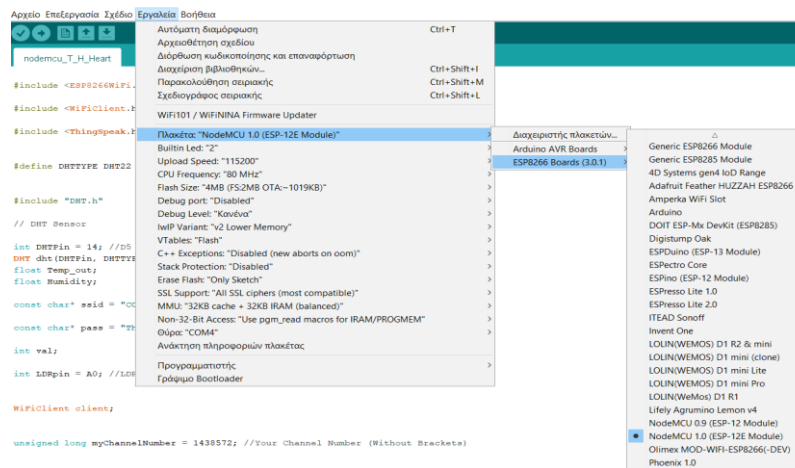 Αρχείο Επεξεργασία Σχέδιο Εργαλεία Βοήθεια
nodemcu_T_H_Heart
#include <ESP8266WiFi.
#include <WiFiClient.h
#include <ThingSpeak.h
#define DHTTYPE DHT22
#include "DHT.h"
// DHT Sensor
int DHTPin = 14; //D5
DHT dht(DHTPin, DHTTYPE
float Temp_out;
float Humidity;
const char* ssid = "CO
const char* pass = "Th
int val;
int LDRpin = A0; //LDR
WiFiClient client;
unsigned long myChannelNumber = 1438572; //Your Channel Number (Without Brackets)
Αυτόματη διαμόρφωση Ctrl+T
Αρχειοθέτηση σχεδίου
Διόρθωση κωδικοποίησης και επαναφόρτωση
Διαχείριση βιβλιοθηκών... Ctrl+Shift+I
Παρακολούθηση σειριακής Ctrl+Shift+M
Σχεδιογράφος σειριακής Ctrl+Shift+L
WiFi101 / WiFiNINA Firmware Updater
Πλακέτα: "NodeMCU 1.0 (ESP-12E Module)"
Builtin Led: "2"
Upload Speed: "115200"
CPU Frequency: "80 MHz"
Flash Size: "4MB (FS:2MB OTA:~1019KB)"
Debug port: "Disabled"
Debug Level: "Κανένα"
lwIP Variant: "v2 Lower Memory"
VTables: "Flash"
C++ Exceptions: "Disabled (new aborts on oom)"
Stack Protection: "Disabled"
Erase Flash: "Only Sketch"
SSL Support: "All SSL ciphers (most compatible)"
MMU: "32KB cache + 32KB IRAM (balanced)"
Non-32-Bit Access: "Use pgm_read macros for IRAM/PROGMEM"
Θύρα: "COM4"
Ανάκτηση πληροφοριών πλακέτας
Προγραμματιστής
Γράψιμο Bootloader
Διαχειριστής πλακετών...
Arduino AVR Boards
ESP8266 Boards (3.0.1)
Generic ESP8266 Module
Generic ESP8285 Module
4D Systems gen4 IoD Range
Adafruit Feather HUZZAH ESP8266
Amperka WiFi Slot
Arduino
DOIT ESP-Mx DevKit (ESP8285)
Digistump Oak
ESPDuino (ESP-13 Module)
ESPectro Core
ESPino (ESP-12 Module)
ESPresso Lite 1.0
ESPresso Lite 2.0
ITEAD Sonoff
Invent One
LOLIN(WEMOS) D1 R2 & mini
LOLIN(WEMOS) D1 mini (clone)
LOLIN(WEMOS) D1 mini Lite
LOLIN(WEMOS) D1 mini Pro
LOLIN(WeMos) D1 R1
Lifely Agrumino Lemon v4
NodeMCU 0.9 (ESP-12 Module)
NodeMCU 1.0 (ESP-12E Module)
Olimex MOD-WIFI-ESP8266(-DEV)
Phoenix 1.0